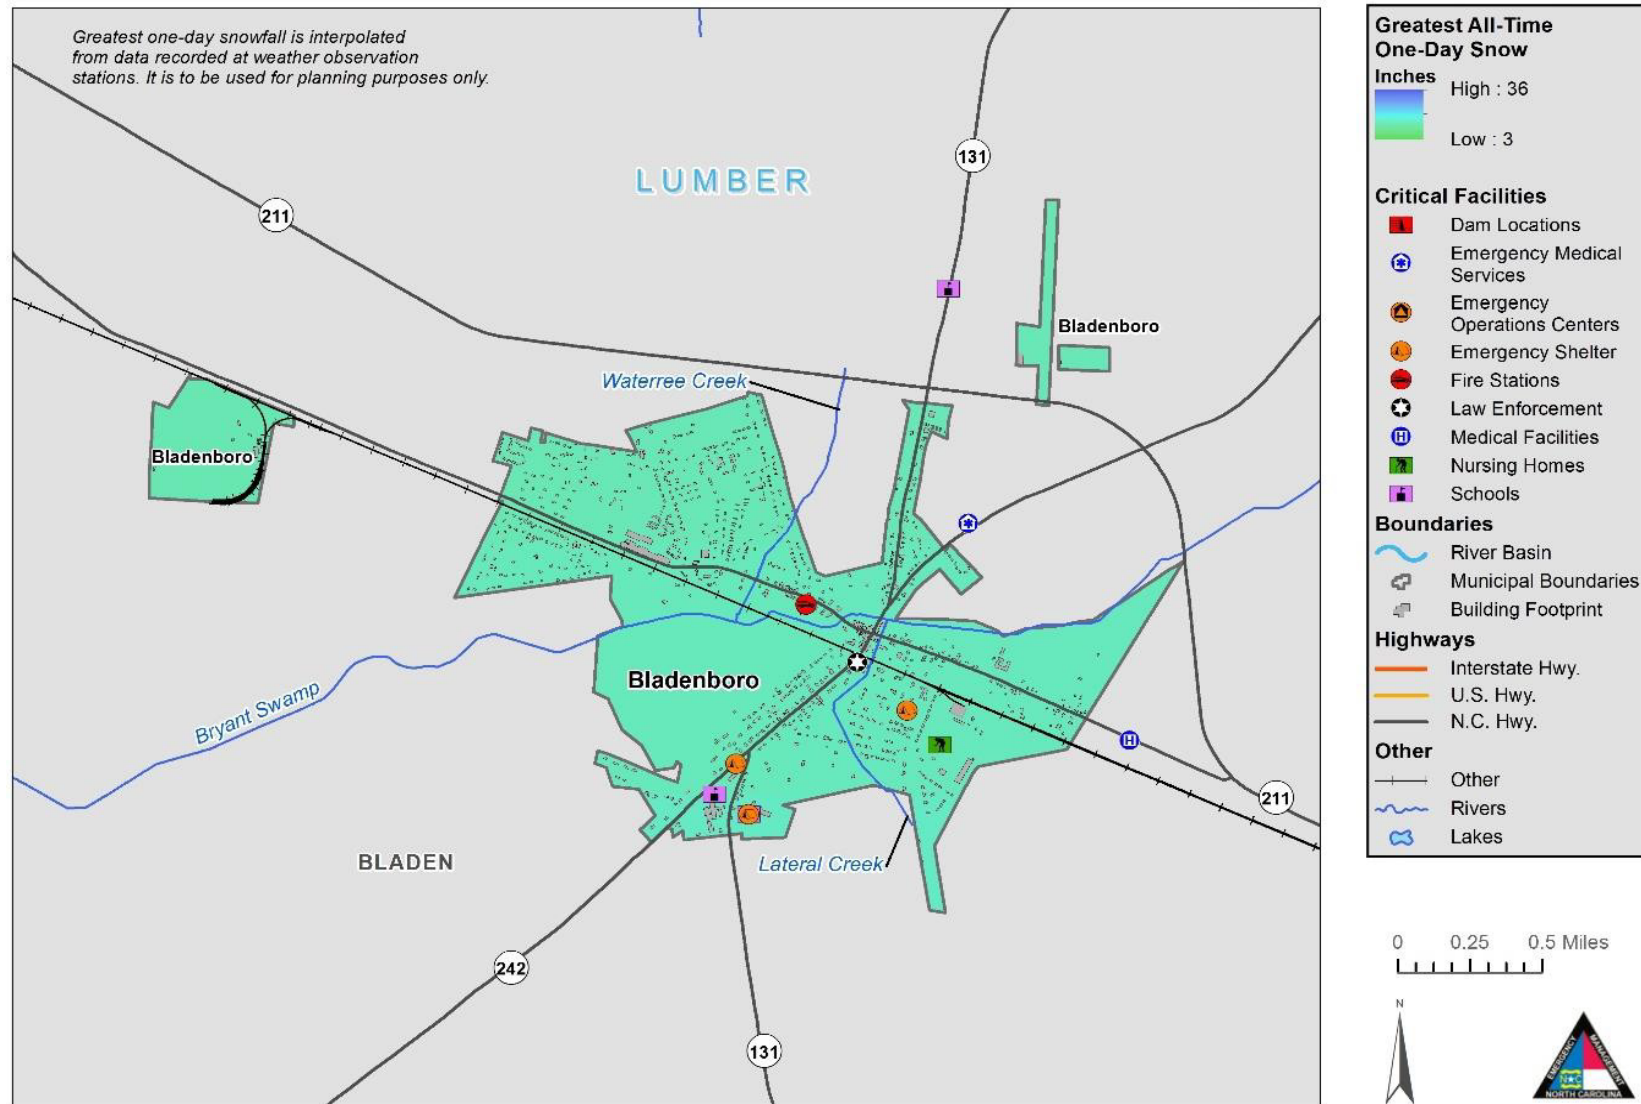 Greatest one-day snowfall is interpolated
from data recorded at weather observation
stations. It is to be used for planning purposes only.
LUMBER
131
211
Bladenboro
Waterree Creek
Bladenboro
Bladenboro
Bryant Swamp
211
BLADEN
Lateral Creek
242
131
Greatest All-Time
One-Day Snow
Inches
High : 36
Low : 3
Critical Facilities
Dam Locations
Emergency Medical
Services
Emergency
Operations Centers
Emergency Shelter
Fire Stations
Law Enforcement
H Medical Facilities
Nursing Homes
Schools
Boundaries
River Basin
Municipal Boundaries
Building Footprint
Highways
Interstate Hwy.
U.S. Hwy.
N.C. Hwy.
H
Other
Other
Rivers
Lakes
0 0.25 0.5 Miles
N
EMERGENCY
MANAGEMENT
N C
NORTH CAROLINA